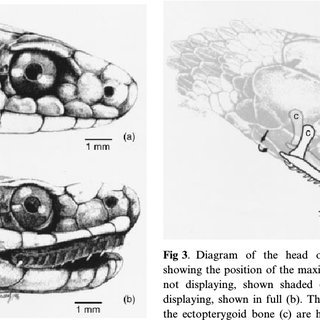 (a)
1 mm
(b)
1 mm
c
c
Fig 3. Diagram of the head o
showing the position of the maxi
not displaying, shown shaded
displaying, shown in full (b). Th
the ectopterygoid bone (c) are h